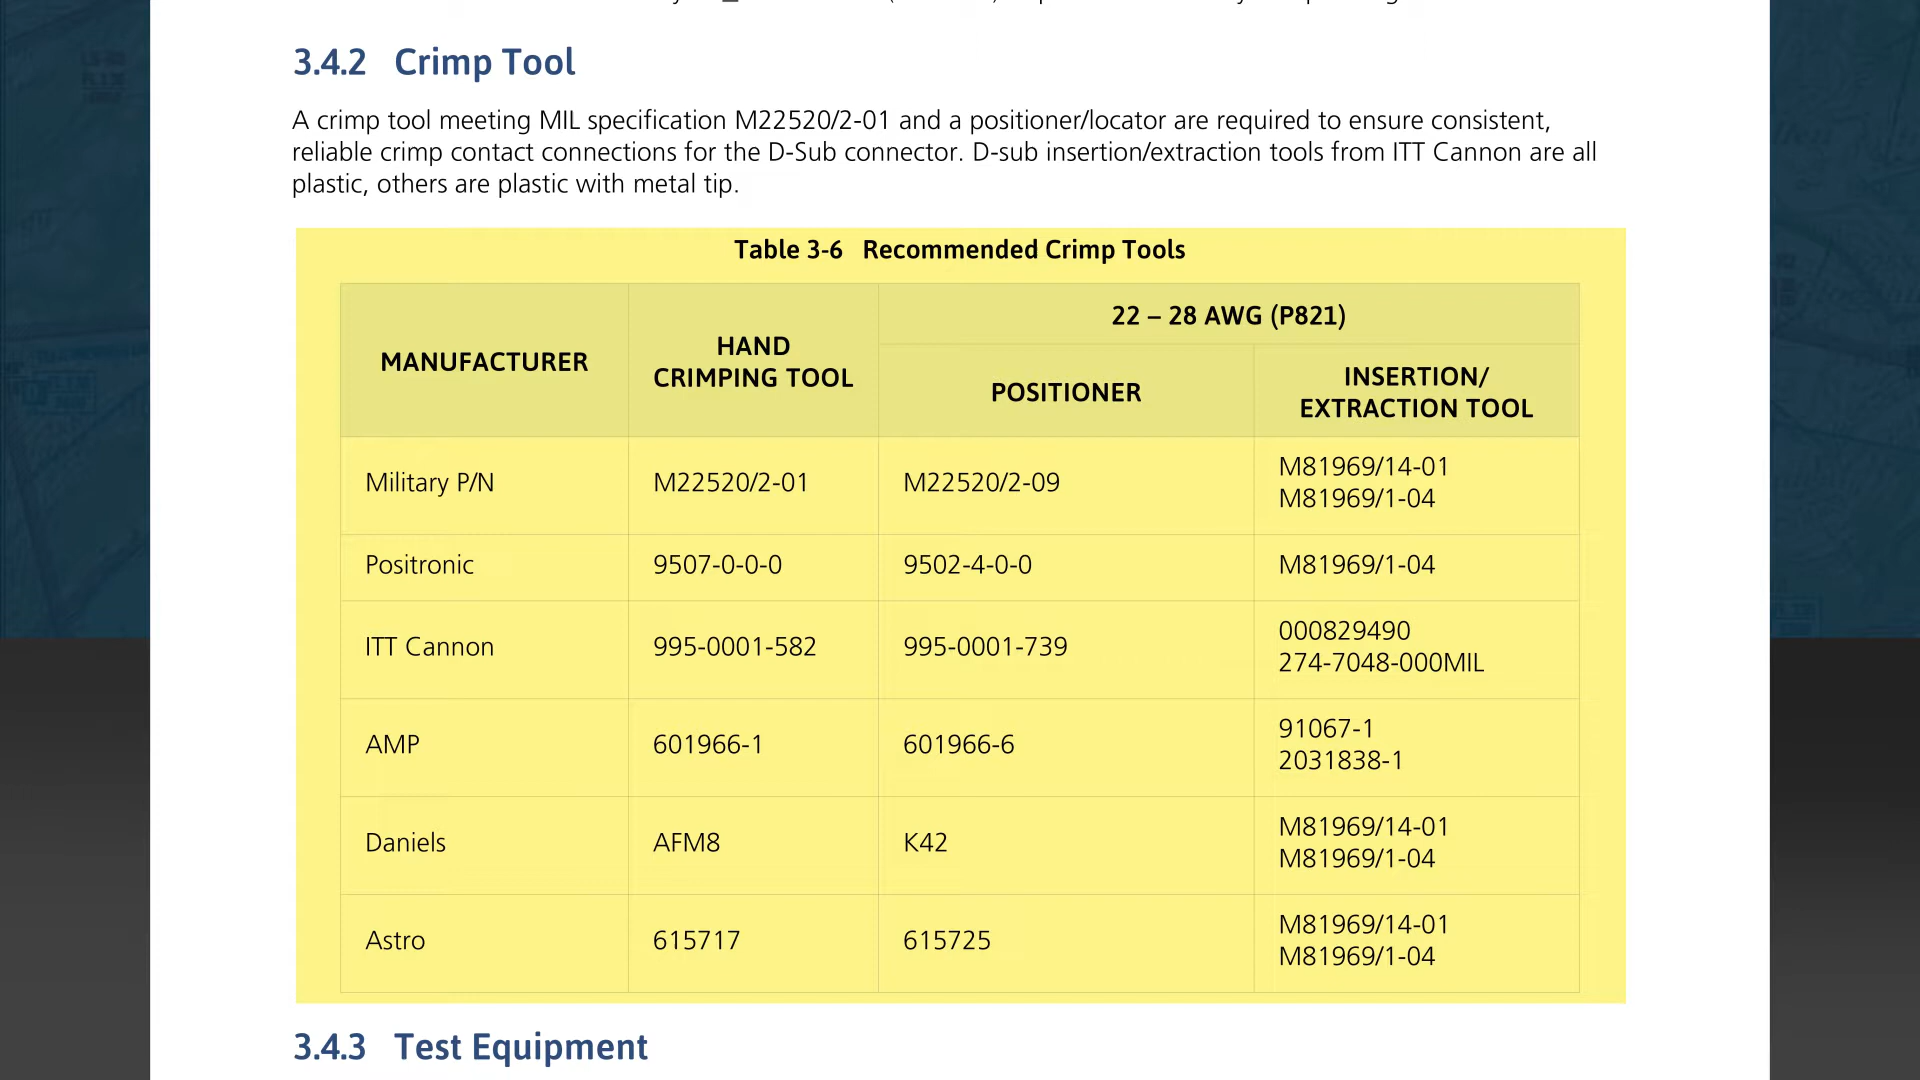 3.4.2 Crimp Tool
A crimp tool meeting MIL specification M22520/2-01 and a positioner/locator are required to ensure consistent,
reliable crimp contact connections for the D-Sub connector. D-sub insertion/extraction tools from ITT Cannon are all
plastic, others are plastic with metal tip.
Table 3-6 Recommended Crimp Tools
MANUFACTURER
HAND
CRIMPING TOOL
22 – 28 AWG (P821)
POSITIONER
INSERTION/
EXTRACTION TOOL
Military P/N
M22520/2-01
M22520/2-09
M81969/14-01
M81969/1-04
Positronic
9507-0-0-0
9502-4-0-0
M81969/1-04
ITT Cannon
995-0001-582
995-0001-739
000829490
274-7048-000MIL
AMP
601966-1
601966-6
91067-1
2031838-1
Daniels
AFM8
K42
M81969/14-01
M81969/1-04
Astro
615717
615725
M81969/14-01
M81969/1-04
3.4.3 Test Equipment